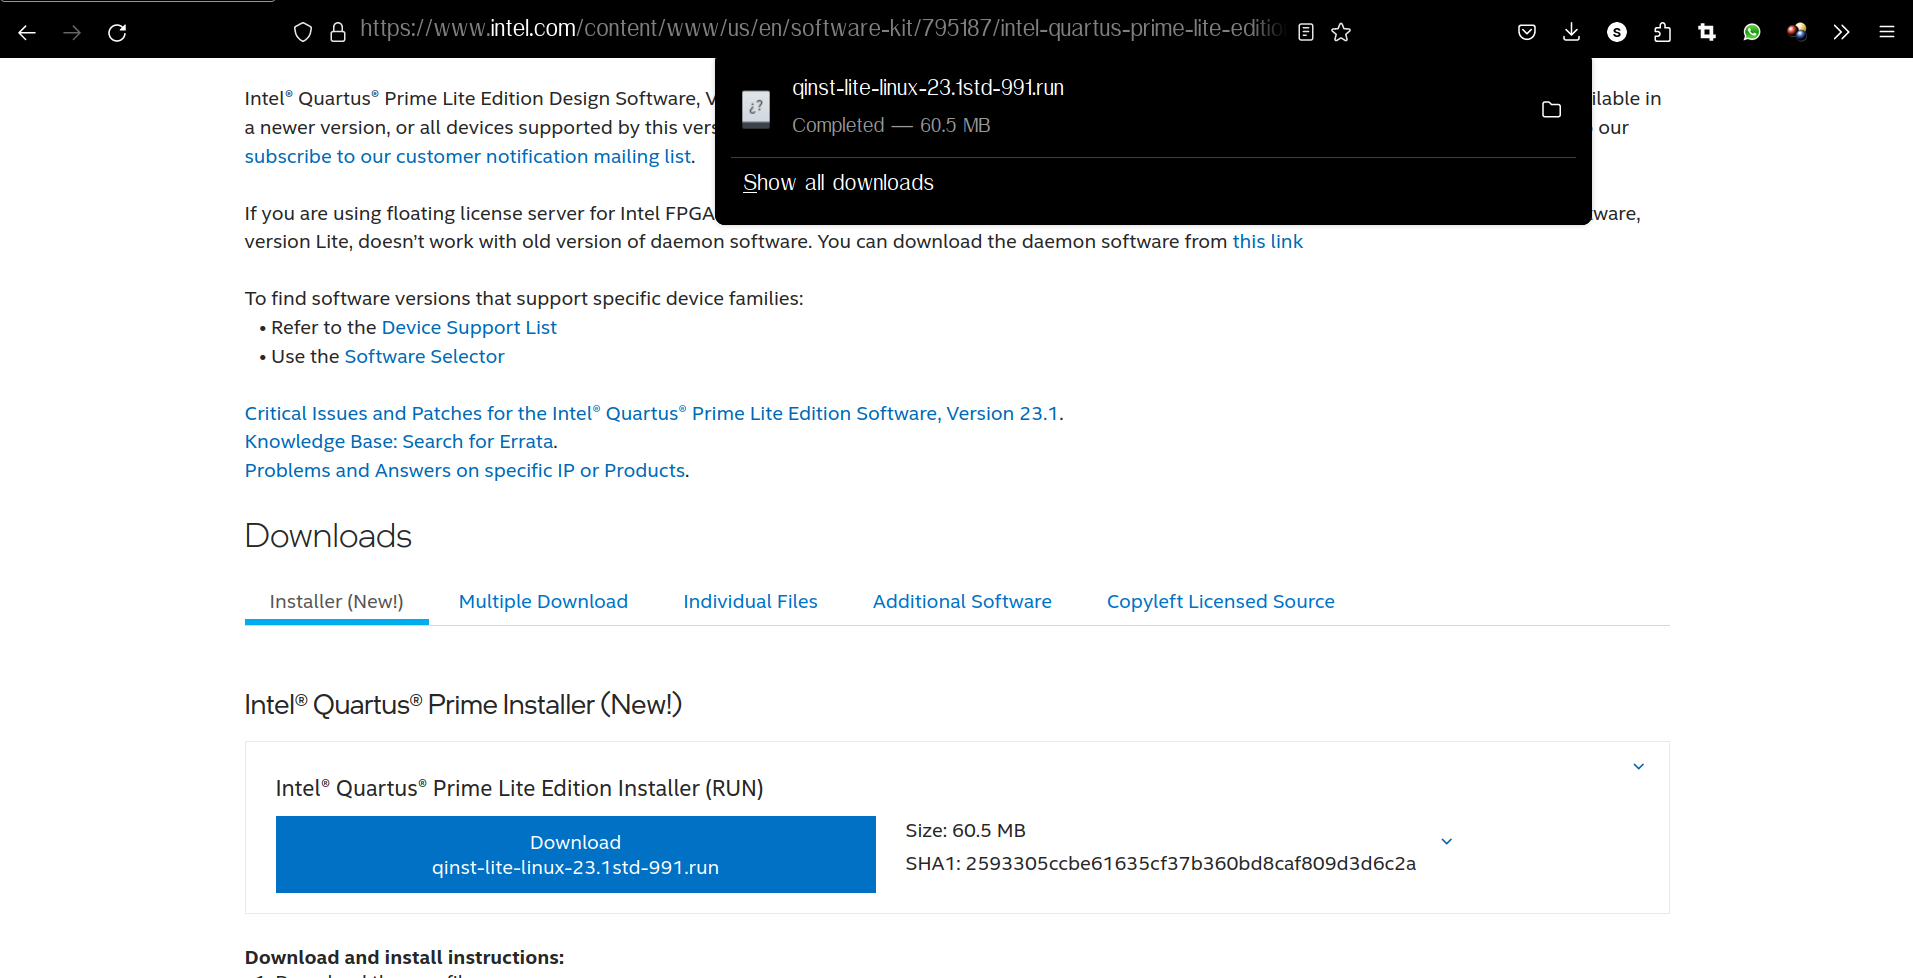 https://www.intel.com/content/www/us/en/software-kit/795187/intel-quartus-prime-lite-editio
S
qinst-lite-linux-23.1std-991.run
¿?
Completed — 60.5 MB
Show all downloads
Intel® Quartus® Prime Lite Edition Design Software, V
ilable in
a newer version, or all devices supported by this vers
our
subscribe to our customer notification mailing list.
If you are using floating license server for Intel FPGA
ware,
version Lite, doesn’t work with old version of daemon software. You can download the daemon software from this link
To find software versions that support specific device families:
• Refer to the Device Support List
• Use the Software Selector
Critical Issues and Patches for the Intel® Quartus® Prime Lite Edition Software, Version 23.1.
Knowledge Base: Search for Errata.
Problems and Answers on specific IP or Products.
Downloads
Installer (New!) Multiple Download Individual Files Additional Software Copyleft Licensed Source
Intel® Quartus® Prime Installer (New!)
Intel® Quartus® Prime Lite Edition Installer (RUN)
Download
qinst-lite-linux-23.1std-991.run
Size: 60.5 MB
SHA1: 2593305ccbe61635cf37b360bd8caf809d3d6c2a
Download and install instructions: